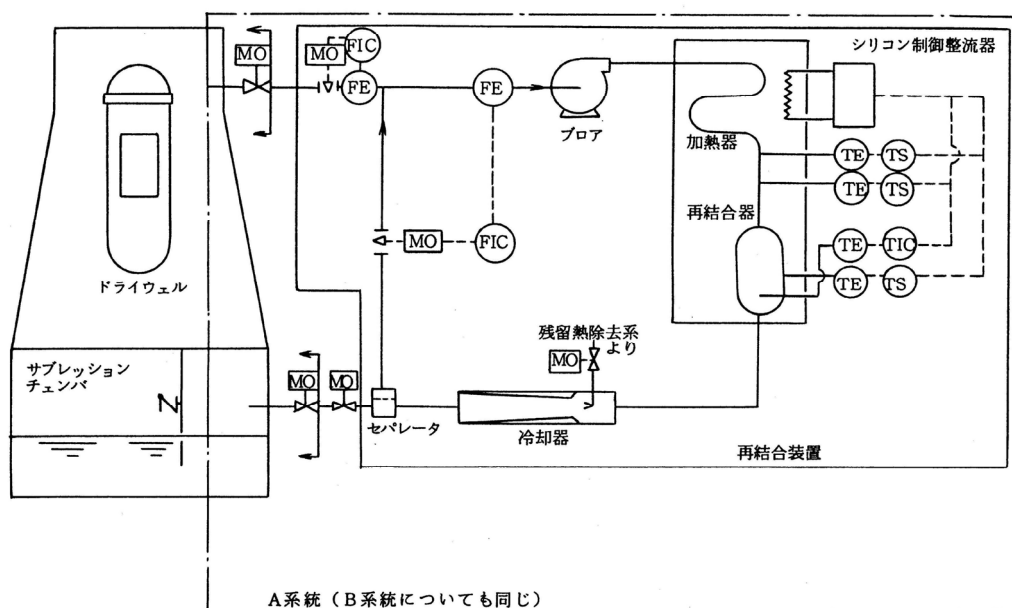 MO
MO
FIC
FE
FE
ブロア
シリコン制御整流器
加熱器
TE
TS
TE
TS
再結合器
TE
TIC
TE
TS
MO
FIC
ドライウェル
残留熱除去系
より
MO
サプレッション
チェンバ
MO
MO
セパレータ
冷却器
再結合装置
A系統(B系統についても同じ)